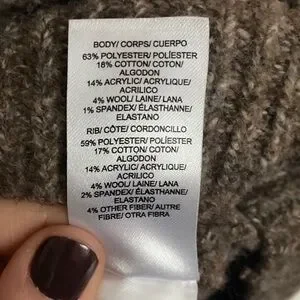 BODY/ CORPS/ CUERPO
63% POLYESTER/ POLÍESTER
18% COTTON/ COTON/
ALGODON
14% ACRYLIC/ ACRYLIQUE/
ACRILICO
4% WOOL/ LAINE/ LANA
1% SPANDEX/ ÉLASTHANNE/
ELASTANO
RIB/ CÔTE/ CORDONCILLO
59% POLYESTER/ POLÍESTER
17% COTTON/ COTON/
ALGODON
14% ACRYLIC/ ACRYLIQUE/
ACRILICO
4% WOOL/ LAINE/ LANA
2% SPANDEX/ ÉLASTHANNE/
ELASTANO
4% OTHER FIBER/ AUTRE
FIBRE/ OTRA FIBRA